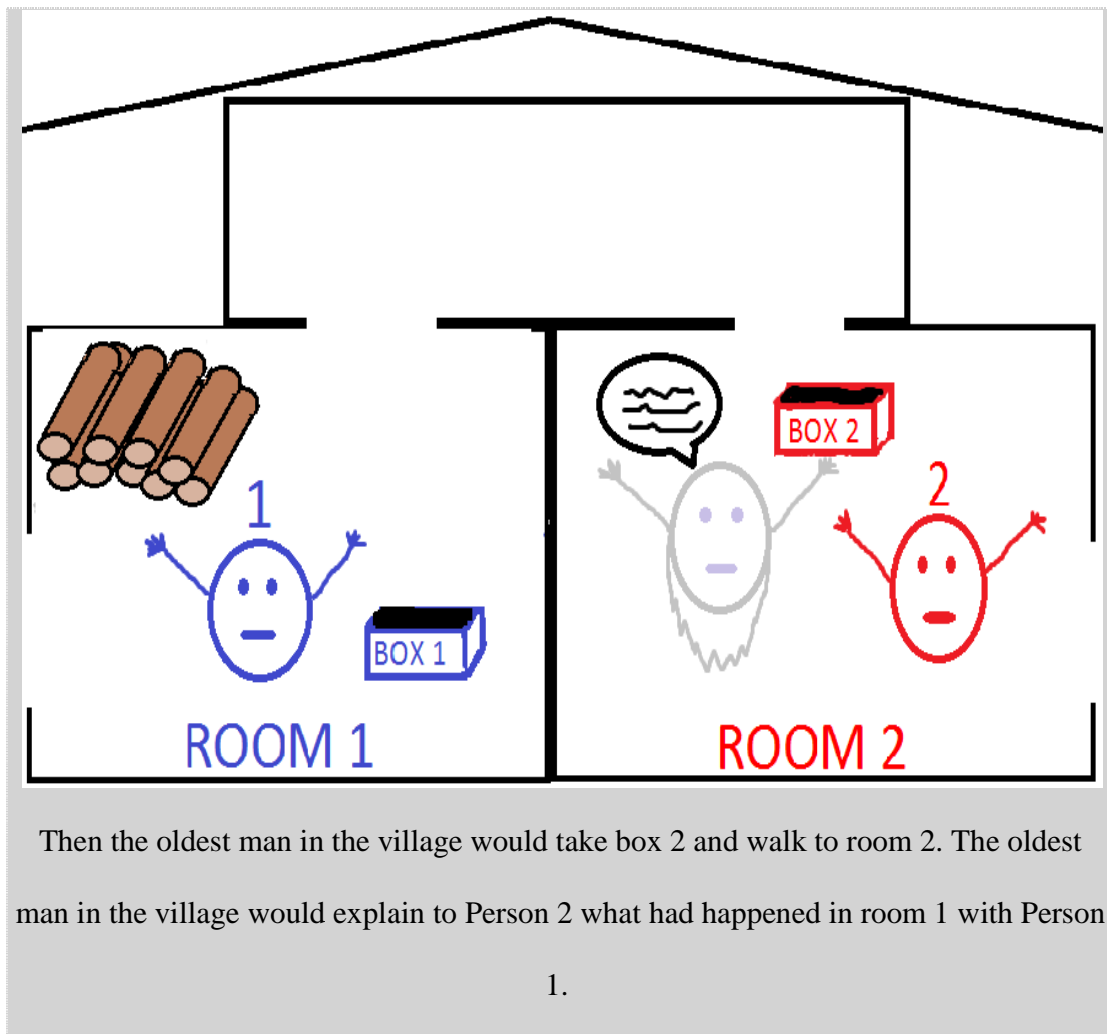 BOX 2
1
2
BOX 1
ROOM 1
ROOM 2
Then the oldest man in the village would take box 2 and walk to room 2. The oldest
man in the village would explain to Person 2 what had happened in room 1 with Person
1.